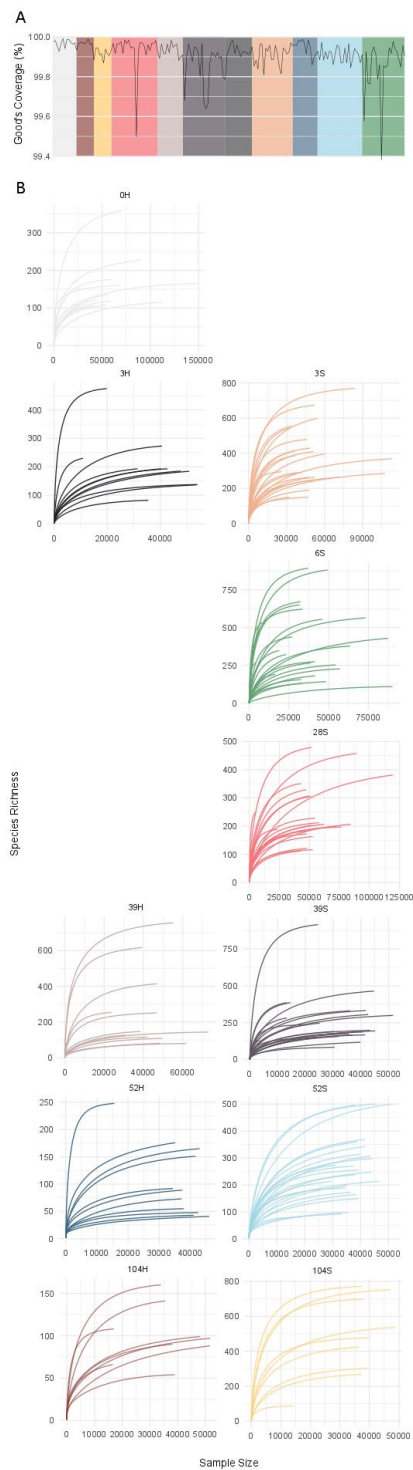 A
Good's Coverage (%)
100.0
99.8
99.6
99.4
B
Species Richness
0H
300
200
100
0
0 50000 100000 150000
3H 3S
400
300
200
100
0
0 20000 40000
800
600
400
200
0
0 30000 60000 90000
6S
750
500
250
0
0 25000 50000 75000
28S
500
400
300
200
100
0
0 25000 50000 75000 100000 125000
39H 39S
600
400
200
0
0 20000 40000 60000
750
500
250
0
0 10000 20000 30000 40000 50000
52H 52S
250
200
150
100
50
0
0 10000 20000 30000 40000
500
400
300
200
100
0
0 10000 20000 30000 40000 50000
104H 104S
150
100
50
0
0 10000 20000 30000 40000 50000
800
600
400
200
0
0 10000 20000 30000 40000 50000
Sample Size